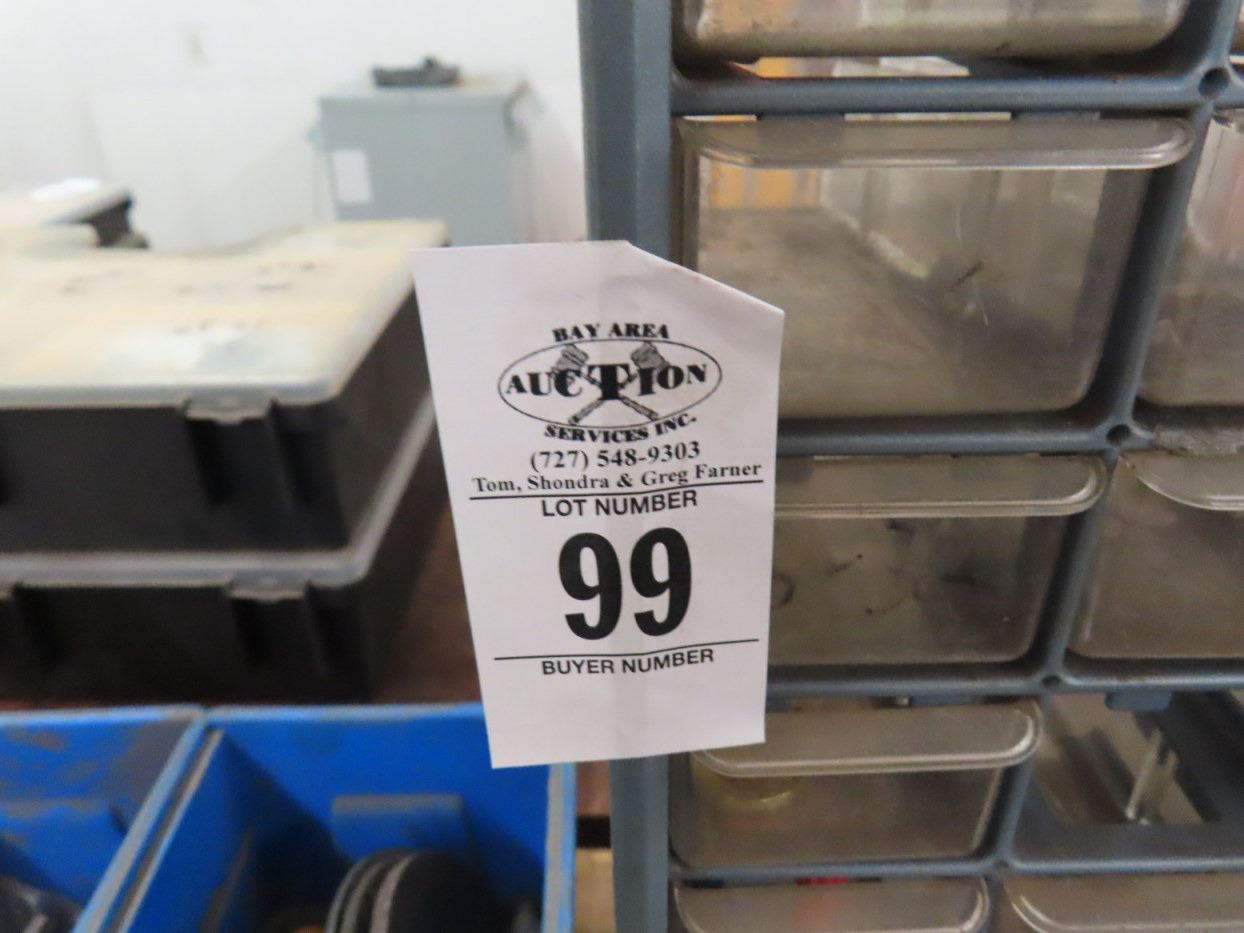 BAY AREA
AUCTION
SERVICES INC.
(727) 548-9303
Tom, Shondra & Greg Farner
LOT NUMBER
99
BUYER NUMBER